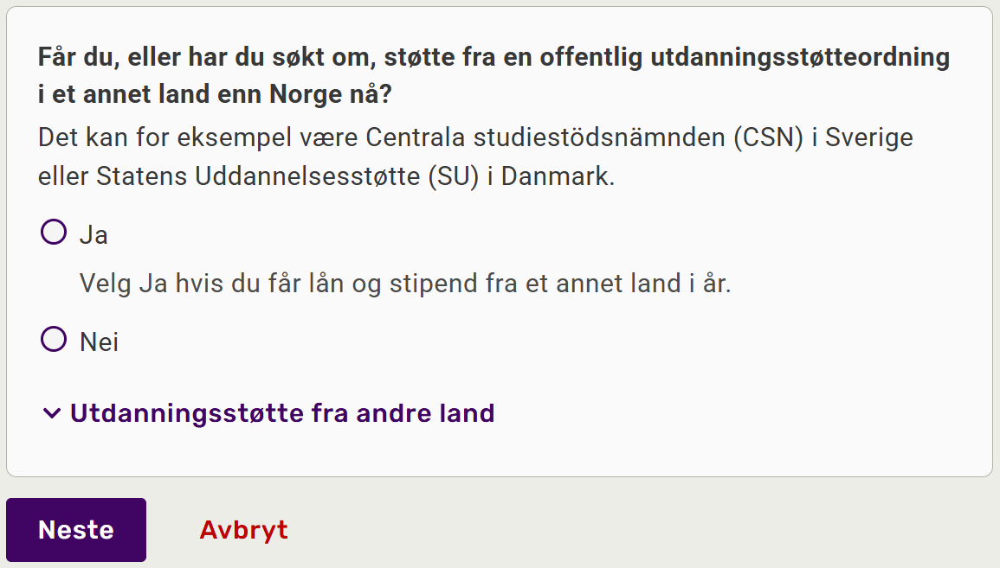 Får du, eller har du søkt om, støtte fra en offentlig utdanningsstøtteordning
i et annet land enn Norge nå?
Det kan for eksempel være Centrala studiestödsnämnden (CSN) i Sverige
eller Statens Uddannelsesstøtte (SU) i Danmark.
Ja
Velg Ja hvis du får lån og stipend fra et annet land i år.
Nei
Utdanningsstøtte fra andre land
Neste
Avbryt